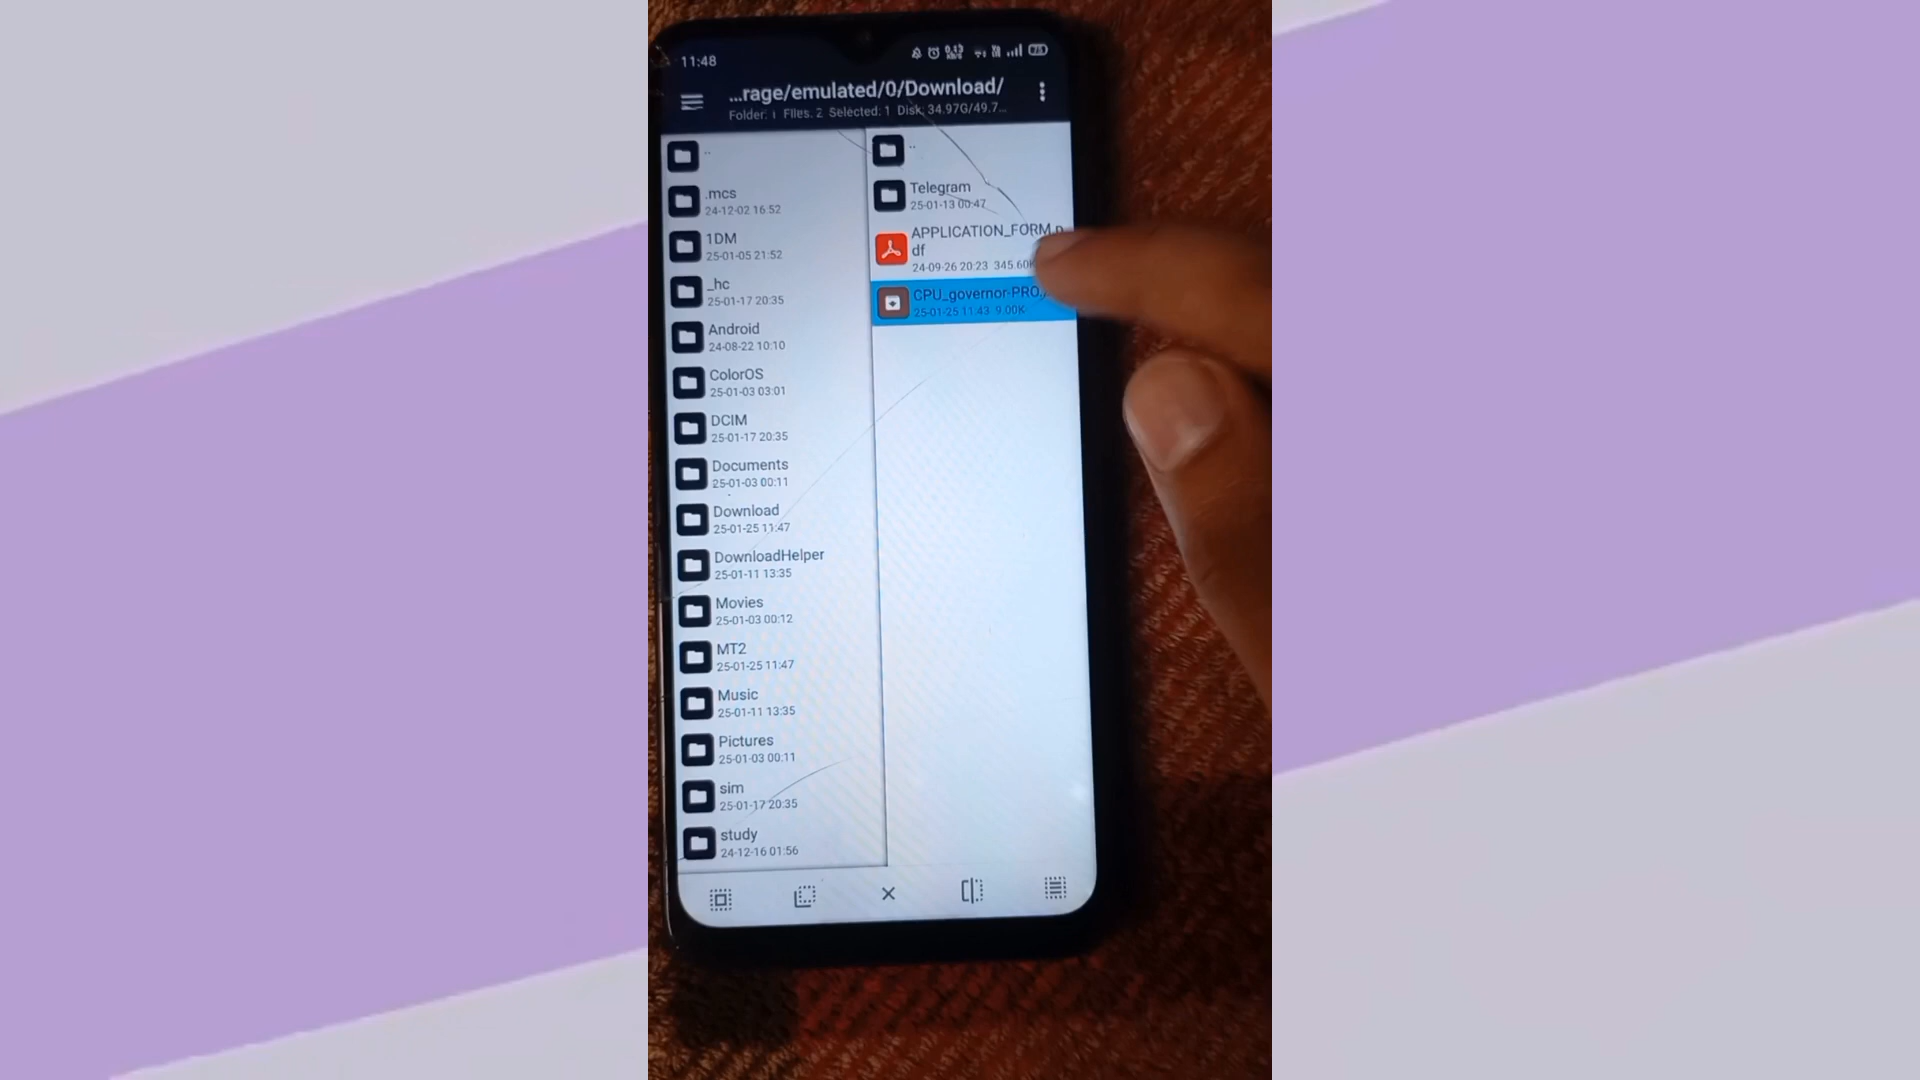 11:48
...rage/emulated/0/Download/
Folder: 1 Files: 2 Selected: 1 Disk: 34.97G/49.7...
..
.mcs
24-12-02 16:52
1DM
25-01-05 21:52
_hc
25-01-17 20:35
Android
24-08-22 10:10
ColorOS
25-01-03 03:01
DCIM
25-01-17 20:35
Documents
25-01-03 00:11
Download
25-01-25 11:47
DownloadHelper
25-01-11 13:35
Movies
25-01-03 00:12
MT2
25-01-25 11:47
Music
25-01-11 13:35
Pictures
25-01-03 00:11
sim
25-01-17 20:35
study
24-12-16 01:56
..
Telegram
25-01-13 00:47
APPLICATION_FORM.p
df
24-09-26 20:23 345.60K
CPU_governor-PRO
25-01-25 11:43 9.00K